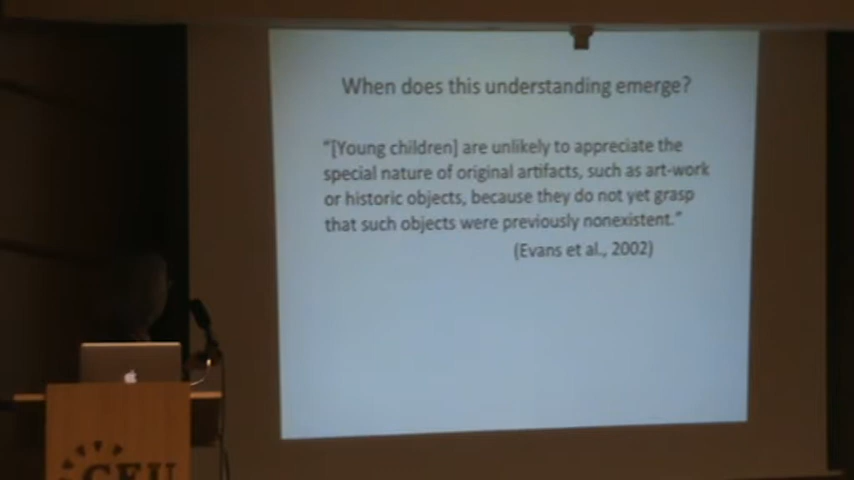 When does this understanding emerge?
"[Young children] are unlikely to appreciate the
special nature of original artifacts, such as art-work
or historic objects, because they do not yet grasp
that such objects were previously nonexistent."
(Evans et al., 2002)
CEU